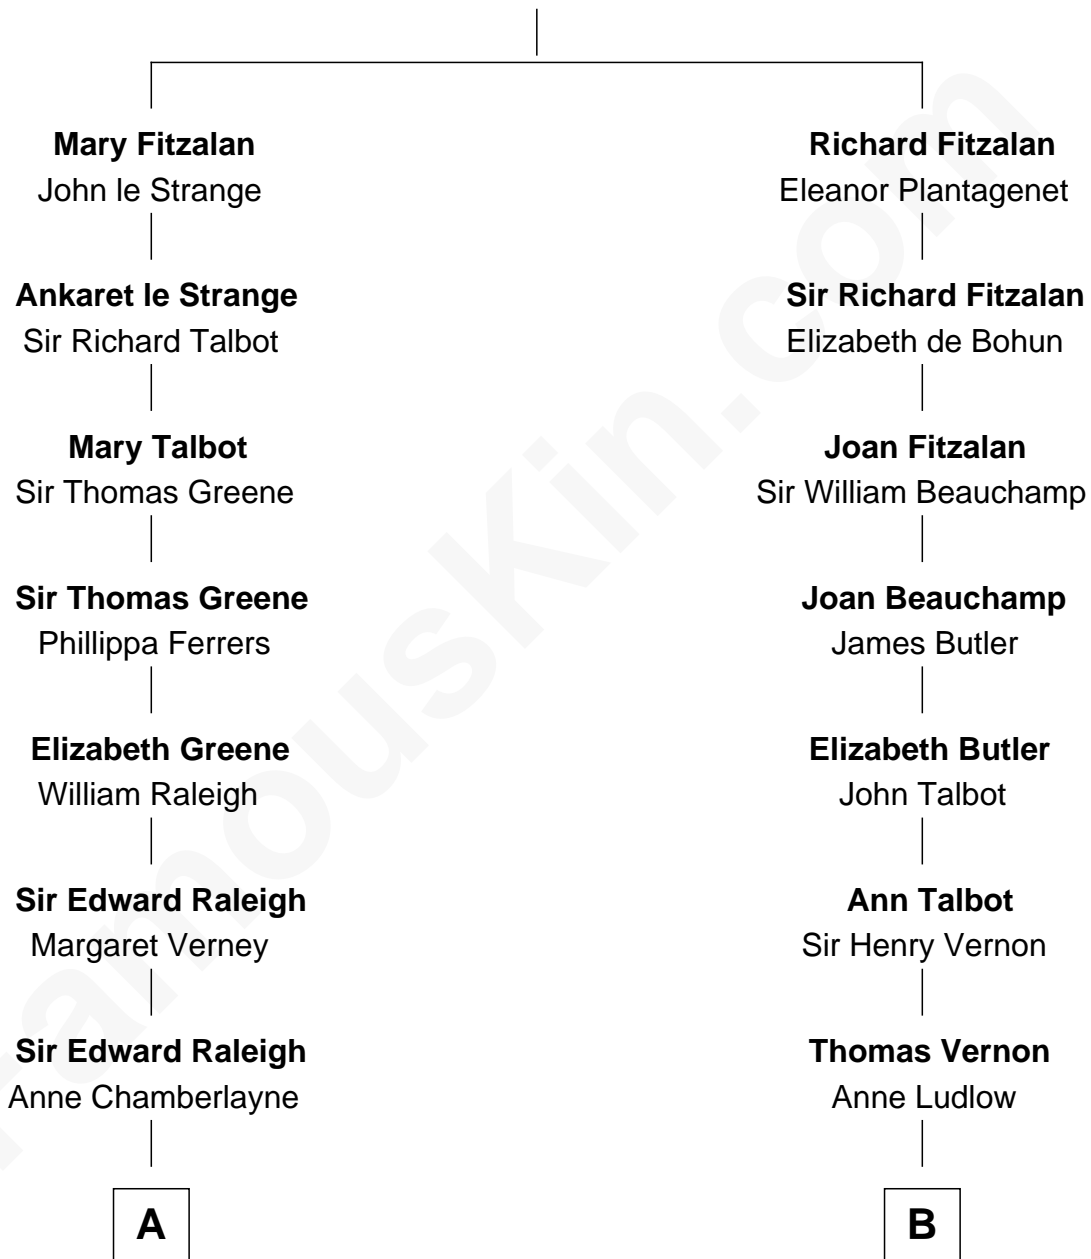 Mary Fitzalan
John le Strange
Ankaret le Strange
Sir Richard Talbot
Mary Talbot
Sir Thomas Greene
Sir Thomas Greene
Phillippa Ferrers
Elizabeth Greene
William Raleigh
Sir Edward Raleigh
Margaret Verney
Sir Edward Raleigh
Anne Chamberlayne
A
Richard Fitzalan
Eleanor Plantagenet
Sir Richard Fitzalan
Elizabeth de Bohun
Joan Fitzalan
Sir William Beauchamp
Joan Beauchamp
James Butler
Elizabeth Butler
John Talbot
Ann Talbot
Sir Henry Vernon
Thomas Vernon
Anne Ludlow
B
FamousKin.com